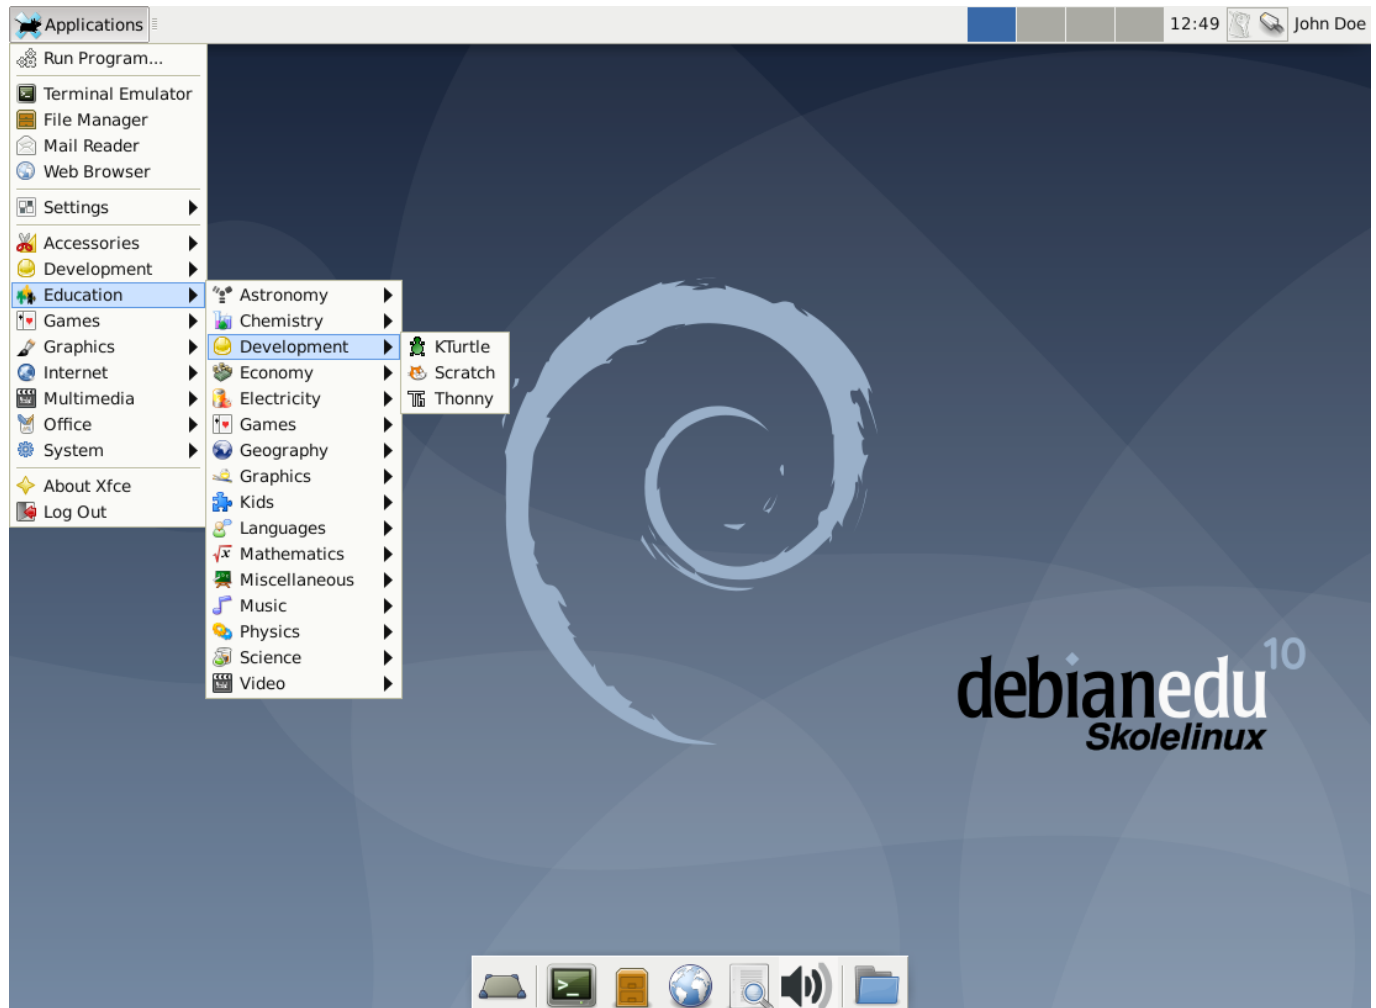 Applications
12:49
John Doe
Run Program...
Terminal Emulator
File Manager
Mail Reader
Web Browser
Settings
Accessories
Development
Education
Games
Graphics
Internet
Multimedia
Office
System
About Xfce
Log Out
Astronomy
Chemistry
Development
Economy
Electricity
Games
Geography
Graphics
Kids
Languages
Mathematics
Miscellaneous
Music
Physics
Science
Video
KTurtle
Scratch
Thonny
debianedu 10
Skolelinux